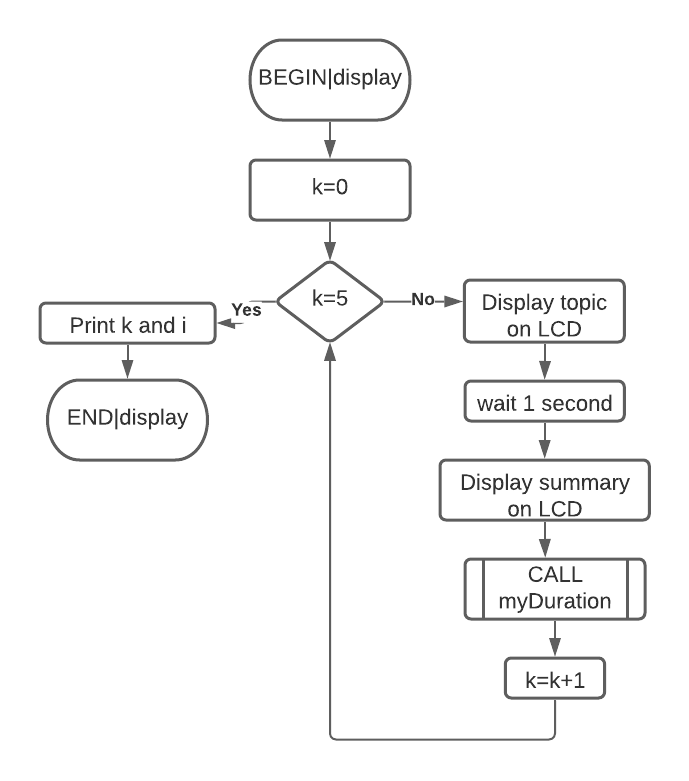 BEGIN|display
k=0
k=5
Yes
No
Print k and i
END|display
Display topic
on LCD
wait 1 second
Display summary
on LCD
CALL
myDuration
k=k+1